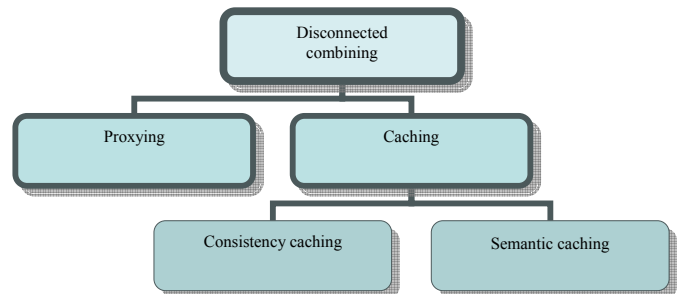 Disconnected
combining
Proxying
Caching
Consistency caching
Semantic caching